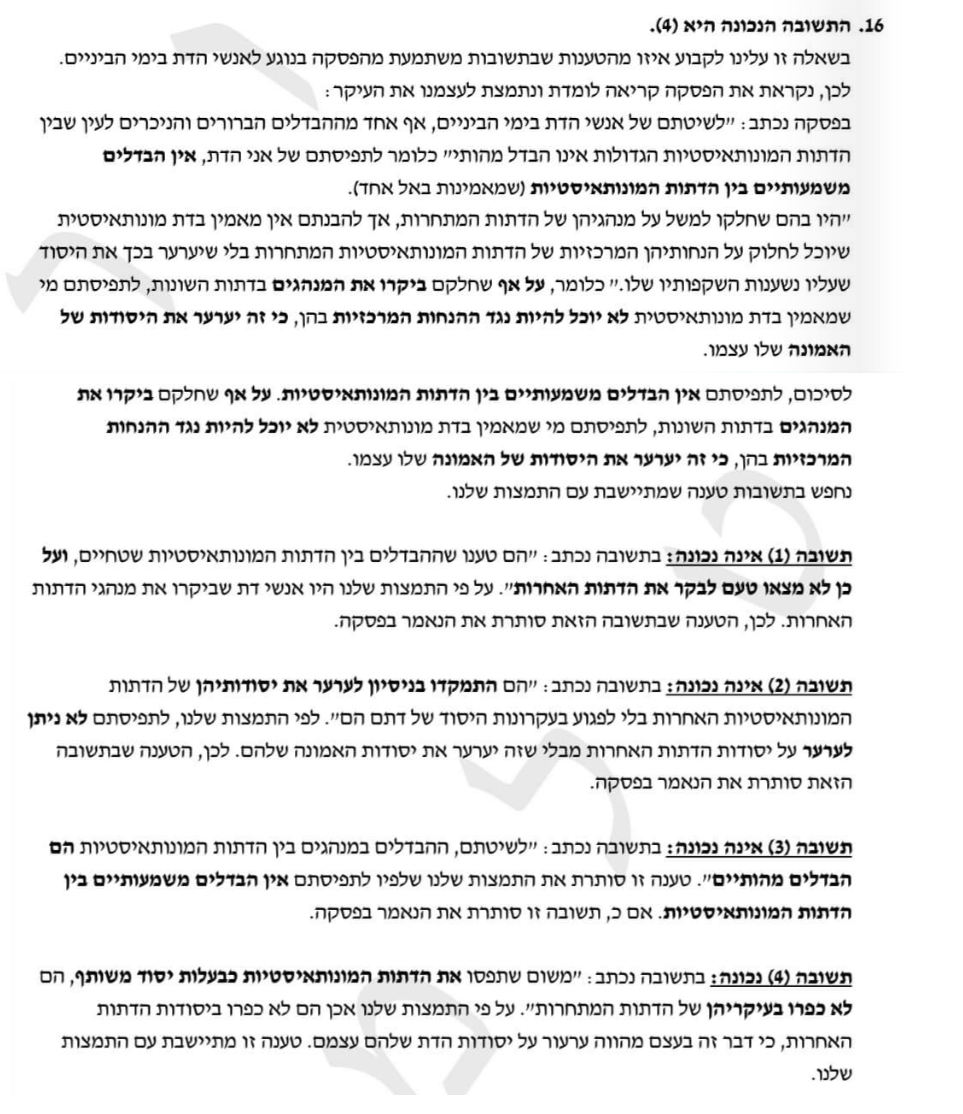 16. התשובה הנכונה היא (4).
בשאלה זו עלינו לקבוע איזו מהטענות שבתשובות משתמעת מהפסקה בנוגע לאנשי הדת בימי הביניים.
לכן, נקראת את הפסקה קריאה לומדת ונתמצת לעצמנו את העיקר:
בפסקה נכתב: "לשיטתם של אנשי הדת בימי הביניים, אף אחד מההבדלים הברורים והניכרים לעין שבין
הדתות המונותאיסטיות הגדולות אינו הבדל מהותי" כלומר לתפיסתם של אני הדת, אין הבדלים
משמעותיים בין הדתות המונותאיסטיות (שמאמינות באל אחד).
"היו בהם שחלקו למשל על מנהגיהן של הדתות המתחרות, אך להבנתם אין מאמין בדת מונותאיסטית
שיוכל לחלוק על הנחותיהן המרכזיות של הדתות המונותאיסטיות המתחרות בלי שיערער בכך את היסוד
שעליו נשענות השקפותיו שלו." כלומר, על אף שחלקם ביקרו את המנהגים בדתות השונות, לתפיסתם מי
שמאמין בדת מונותאיסטית לא יוכל להיות נגד ההנחות המרכזיות בהן, כי זה יערער את היסודות של
האמונה שלו עצמו.
לסיכום, לתפיסתם אין הבדלים משמעותיים בין הדתות המונותאיסטיות. על אף שחלקם ביקרו את
המנהגים בדתות השונות, לתפיסתם מי שמאמין בדת מונותאיסטית לא יוכל להיות נגד ההנחות
המרכזיות בהן, כי זה יערער את היסודות של האמונה שלו עצמו.
נחפש בתשובות טענה שמתיישבת עם התמצות שלנו.
תשובה (1) אינה נכונה: בתשובה נכתב: "הם טענו שההבדלים בין הדתות המונותאיסטיות שטחיים, ועל
כן לא מצאו טעם לבקר את הדתות האחרות". על פי התמצות שלנו היו אנשי דת שביקרו את מנהגי הדתות
האחרות. לכן, הטענה שבתשובה הזאת סותרת את הנאמר בפסקה.
תשובה (2) אינה נכונה: בתשובה נכתב: "הם התמקדו בניסיון לערער את יסודותיהן של הדתות
המונותאיסטיות האחרות בלי לפגוע בעקרונות היסוד של דתם הם". לפי התמצות שלנו, לתפיסתם לא ניתן
לערער על יסודות הדתות האחרות מבלי שזה יערער את יסודות האמונה שלהם. לכן, הטענה שבתשובה
הזאת סותרת את הנאמר בפסקה.
תשובה (3) אינה נכונה: בתשובה נכתב: "לשיטתם, ההבדלים במנהגים בין הדתות המונותאיסטיות הם
הבדלים מהותיים". טענה זו סותרת את התמצות שלנו שלפיו לתפיסתם אין הבדלים משמעותיים בין
הדתות המונותאיסטיות. אם כ, תשובה זו סותרת את הנאמר בפסקה.
תשובה (4) נכונה: בתשובה נכתב: "משום שתפסו את הדתות המונותאיסטיות כבעלות יסוד משותף, הם
לא כפרו בעיקריהן של הדתות המתחרות". על פי התמצות שלנו אכן הם לא כפרו ביסודות הדתות
האחרות, כי דבר זה בעצם מהווה ערעור על יסודות הדת שלהם עצמם. טענה זו מתיישבת עם התמצות
שלנו.